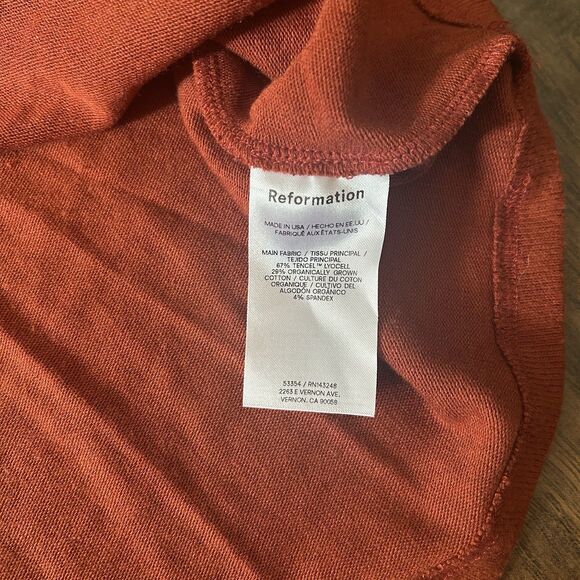 Reformation
MADE IN USA / HECHO EN EE.UU /
FABRIQUÉ AUX ÉTATS-UNIS
MAIN FABRIC / TISSU PRINCIPAL /
TEJIDO PRINCIPAL
67% TENCEL™ LYOCELL
29% ORGANICALLY GROWN
COTTON / CULTURE DU COTON
ORGANIQUE / CULTIVO DEL
ALGODÓN ORGÁNICO
4% SPANDEX
53354 / RN143248
2263 E VERNON AVE,
VERNON, CA 90058